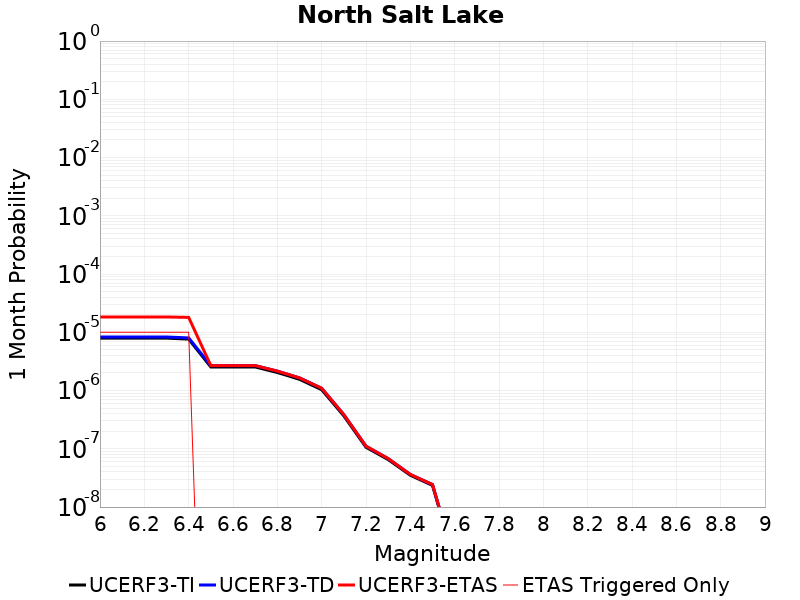 North Salt Lake
1 Month Probability
10^0
10^-1
10^-2
10^-3
10^-4
10^-5
10^-6
10^-7
10^-8
6 6.2 6.4 6.6 6.8 7 7.2 7.4 7.6 7.8 8 8.2 8.4 8.6 8.8 9
Magnitude
UCERF3-TI UCERF3-TD UCERF3-ETAS ETAS Triggered Only